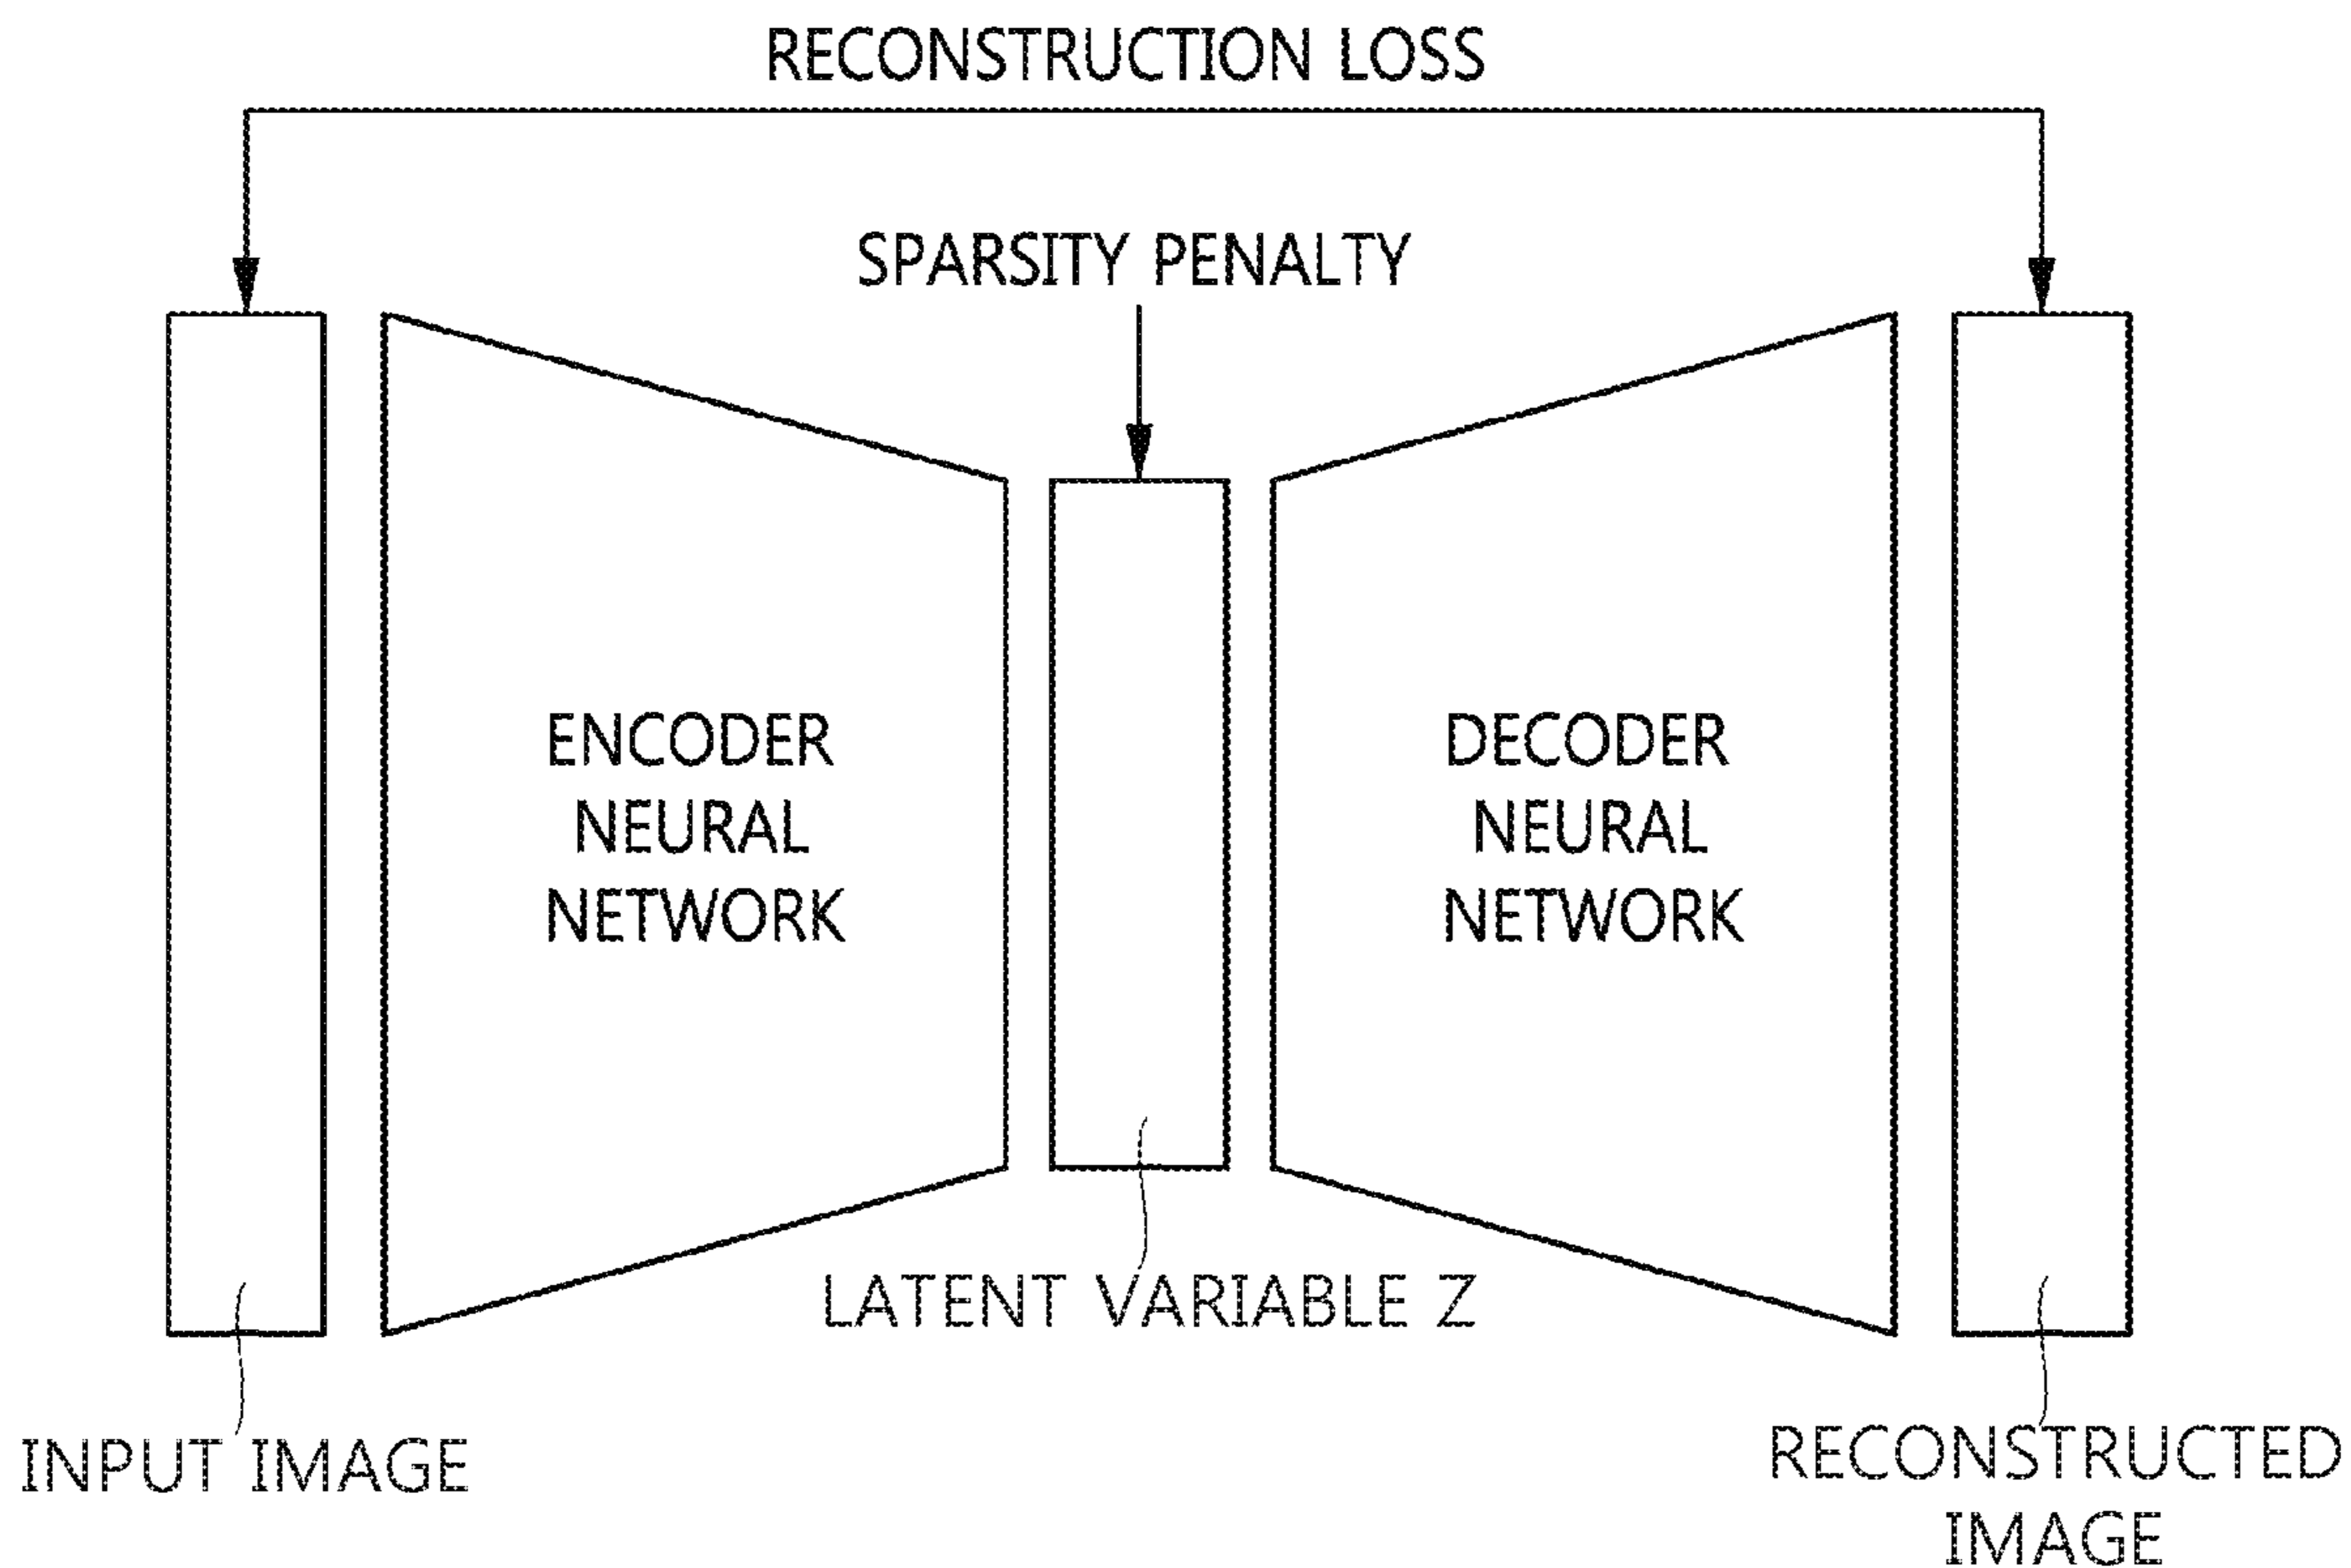 RECONSTRUCTION LOSS
SPARSITY PENALTY
ENCODER
NEURAL
NETWORK
DECODER
NEURAL
NETWORK
LATENT VARIABLE Z
INPUT IMAGE
RECONSTRUCTED
IMAGE